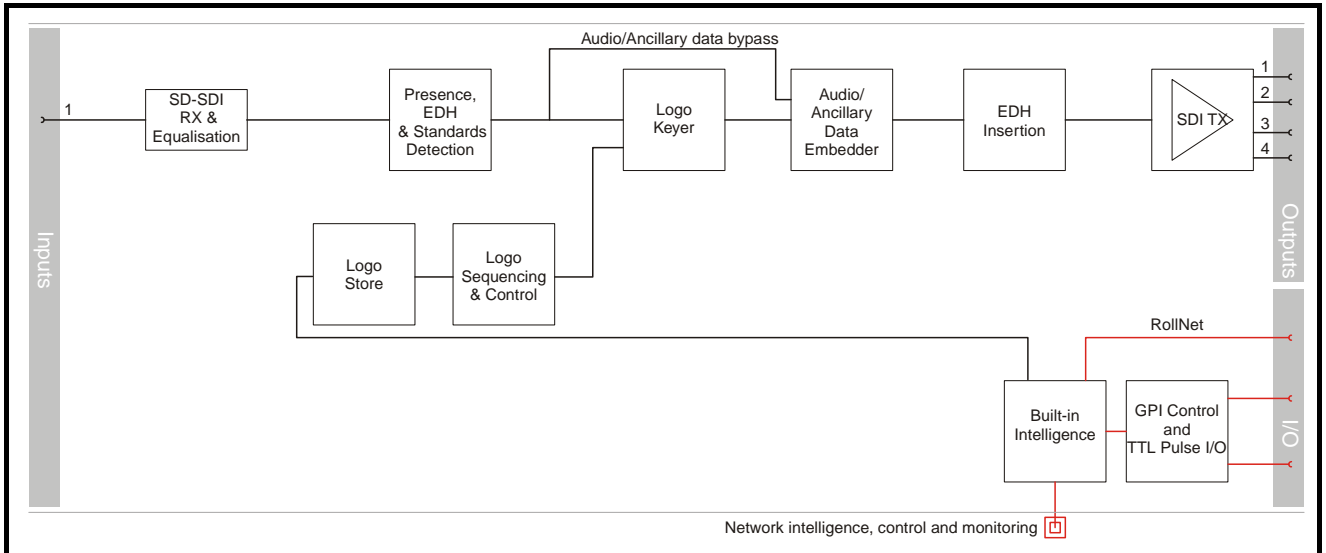 Audio/Ancillary data bypass
1
SD-SDI
RX &
Equalisation
Presence,
EDH
& Standards
Detection
Logo
Keyer
Audio/
Ancillary
Data
Embedder
EDH
Insertion
SDI TX
1
2
3
4
Inputs
Outputs
Logo
Store
Logo
Sequencing
& Control
RollNet
Built-in
Intelligence
GPI Control
and
TTL Pulse I/O
I/O
Network intelligence, control and monitoring